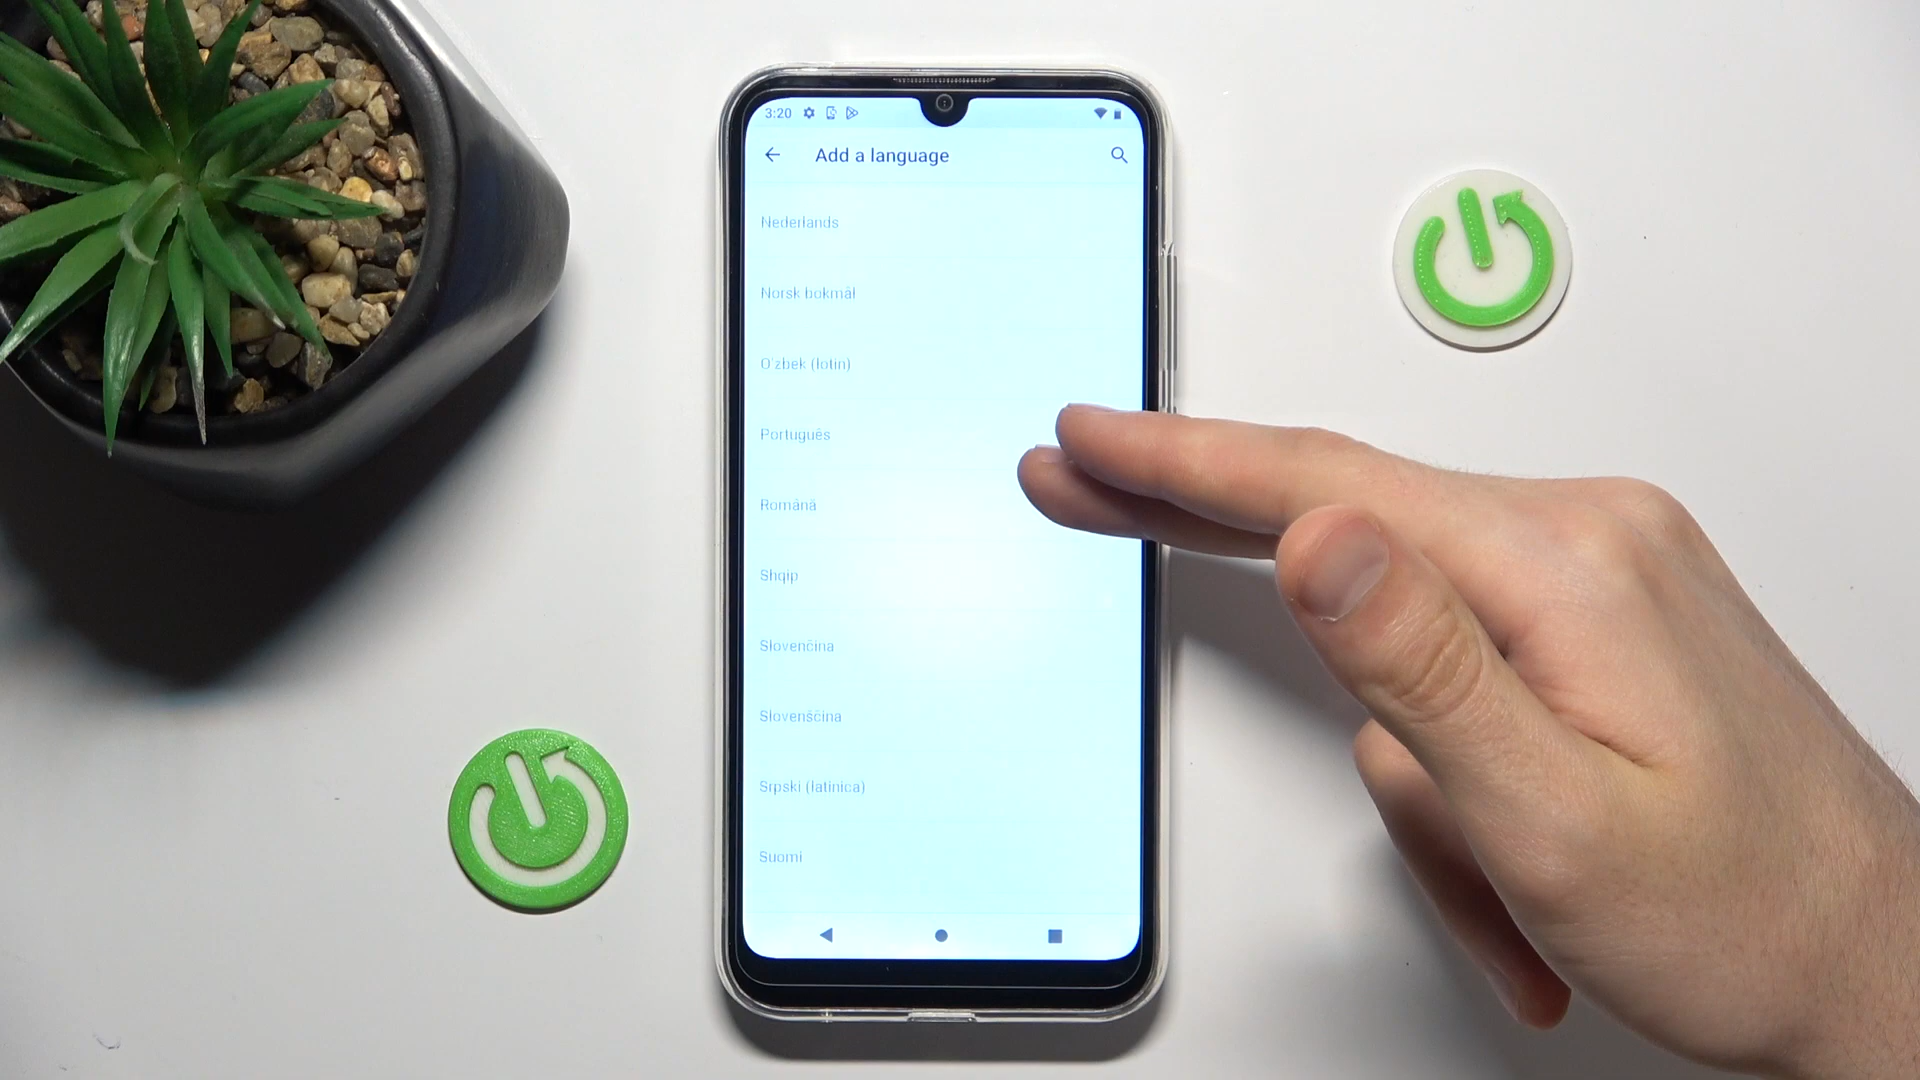 3:20
Add a language
Nederlands
Norsk bokmål
O'zbek (lotin)
Português
Română
Shqip
Slovenčina
Slovenščina
Srpski (latinica)
Suomi